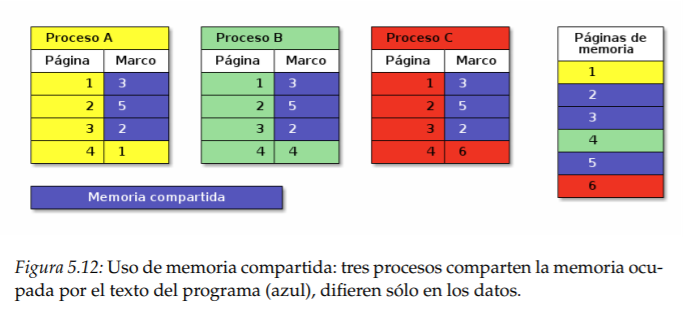 Proceso A
Página Marco
1 3
2 5
3 2
4 1
Proceso B
Página Marco
1 3
2 5
3 2
4 4
Proceso C
Página Marco
1 3
2 5
3 2
4 6
Páginas de
memoria
1
2
3
4
5
6
Memoria compartida
Figura 5.12: Uso de memoria compartida: tres procesos comparten la memoria ocu-
pada por el texto del programa (azul), difieren sólo en los datos.